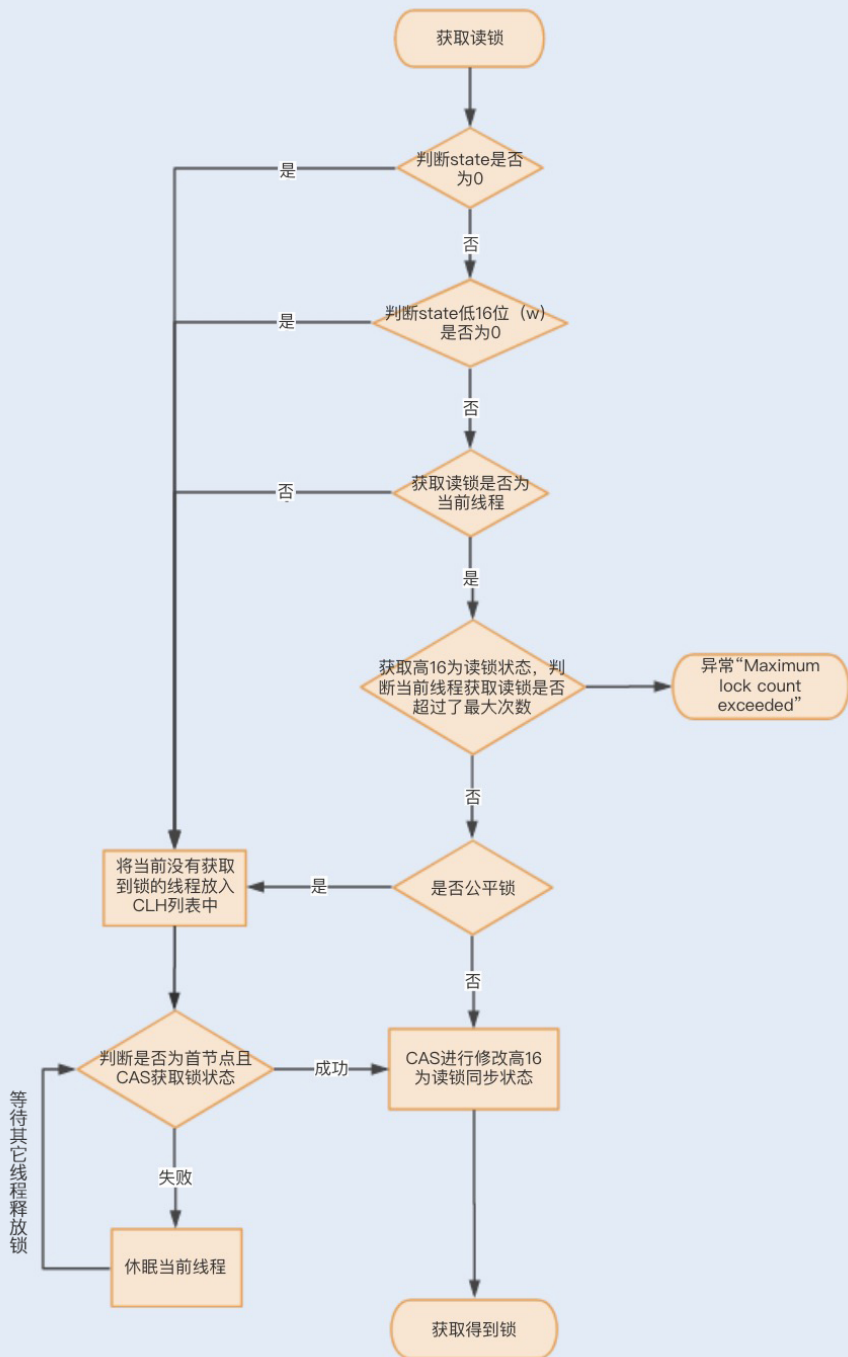 获取读锁
判断state是否
为0
是
否
判断state低16位（w）
是否为0
是
否
获取读锁是否为
当前线程
否
是
获取高16为读锁状态，判
断当前线程获取读锁是否
超过了最大次数
异常“Maximum
lock count
exceeded”
否
将当前没有获取
到锁的线程放入
CLH列表中
是
是否公平锁
否
判断是否为首节点且
CAS获取锁状态
成功
CAS进行修改高16
为读锁同步状态
等待其它线程释放锁
失败
休眠当前线程
获取得到锁